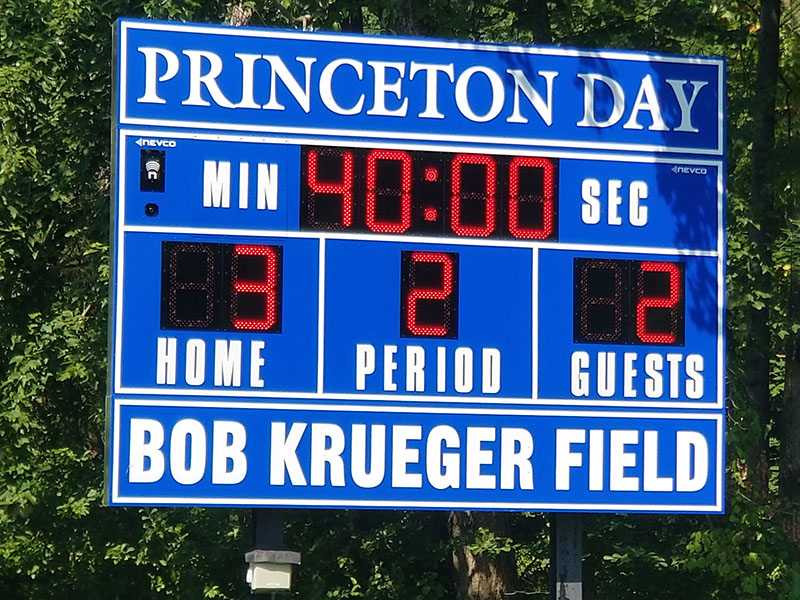 PRINCETON DAY
NEVCO
NEVCO
MIN 40:00 SEC
3 2 2
HOME PERIOD GUESTS
BOB KRUEGER FIELD